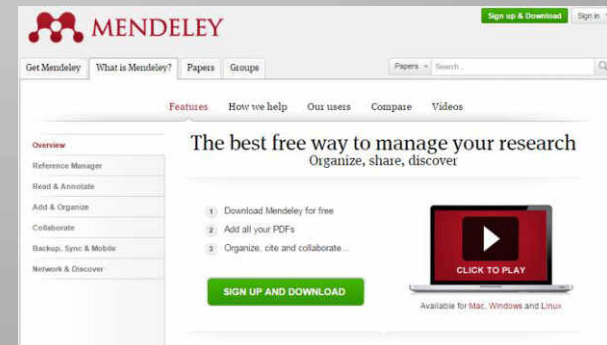 MENDELEY
Sign up & Download Sign in
Get Mendeley What is Mendeley? Papers Groups Papers Search...
Features How we help Our users Compare Videos
Overview
Reference Manager
Read & Annotate
Add & Organize
Collaborate
Backup, Sync & Mobile
Network & Discover
The best free way to manage your research
Organize, share, discover
1 Download Mendeley for free
2 Add all your PDFs
3 Organize, cite and collaborate...
SIGN UP AND DOWNLOAD
CLICK TO PLAY
Available for Mac, Windows and Linux